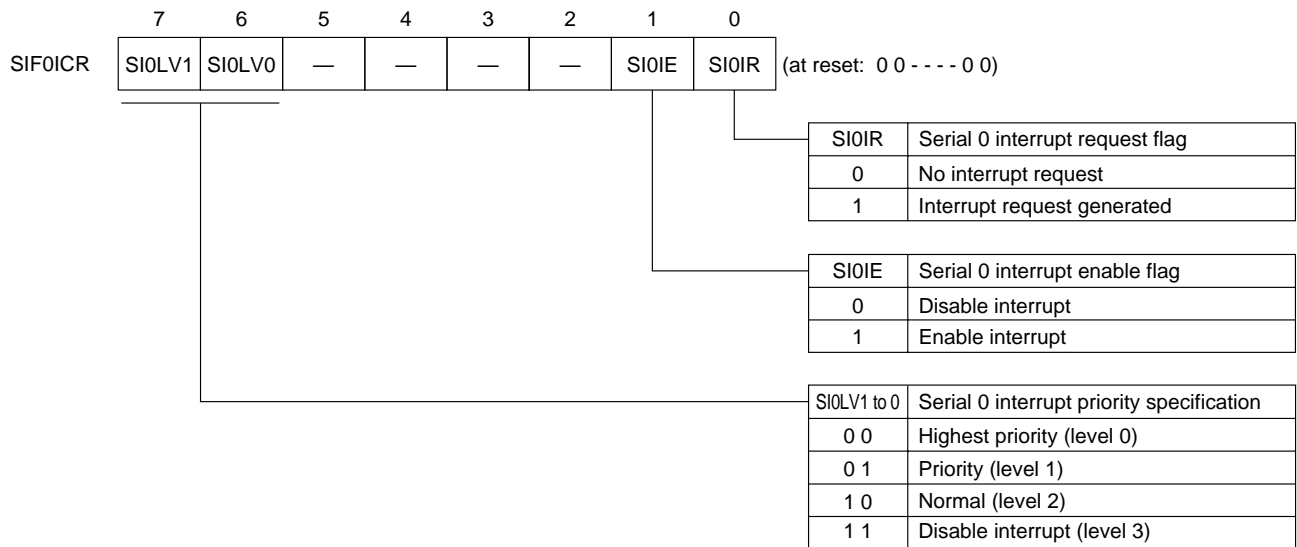 7 6 5 4 3 2 1 0
SIF0ICR SI0LV1 SI0LV0 — — — — SI0IE SI0IR (at reset: 0 0 - - - - 0 0)
SI0IR Serial 0 interrupt request flag
0 No interrupt request
1 Interrupt request generated
SI0IE Serial 0 interrupt enable flag
0 Disable interrupt
1 Enable interrupt
SI0LV1 to 0 Serial 0 interrupt priority specification
0 0 Highest priority (level 0)
0 1 Priority (level 1)
1 0 Normal (level 2)
1 1 Disable interrupt (level 3)